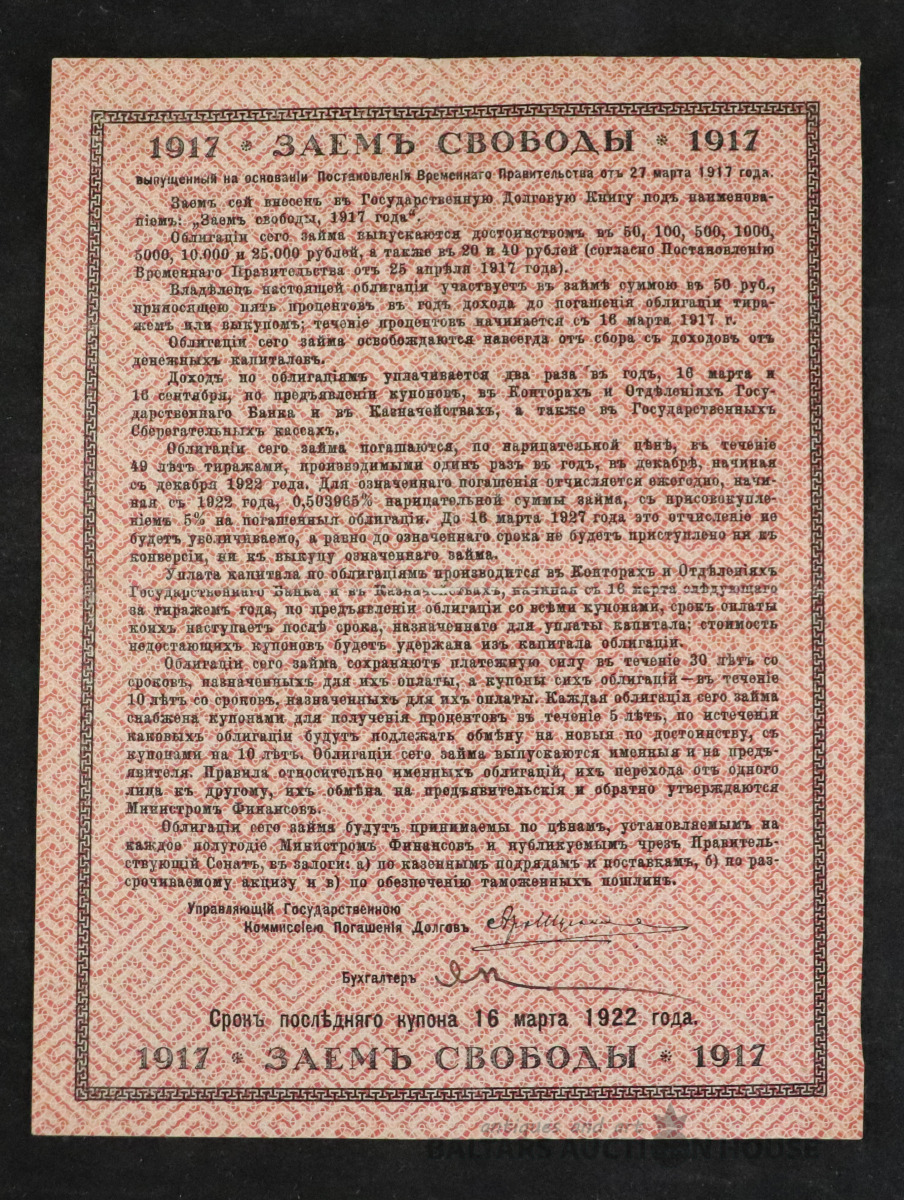 1917 * ЗАЕМЪ СВОБОДЫ * 1917
выпущенный на основаніи Постановленія Временнаго Правительства отъ 27 марта 1917 года.
Заемъ сей внесенъ въ Государственную Долговую Книгу подъ наименова-
ніемъ: „Заемъ свободы, 1917 года“.
Облигаціи сего займа выпускаются достоинствомъ въ 50, 100, 500, 1000,
5000, 10.000 и 25.000 рублей, а также въ 20 и 40 рублей (согласно Постановленію
Временнаго Правительства отъ 25 апрѣля 1917 года).
Владѣлецъ настоящей облигаціи участвуетъ въ займѣ суммою въ 50 руб.,
приносящею пять процентовъ въ годъ дохода до погашенія облигаціи тира-
жемъ или выкупомъ; теченіе процентовъ начинается съ 16 марта 1917 г.
Облигаціи сего займа освобождаются навсегда отъ сбора съ доходовъ отъ
денежныхъ капиталовъ.
Доходъ по облигаціямъ уплачивается два раза въ годъ, 16 марта и
16 сентября, по предъявленіи купоновъ, въ Конторахъ и Отдѣленіяхъ Госу-
дарственнаго Банка и въ Казначействахъ, а также въ Государственныхъ
Сберегательныхъ кассахъ.
Облигаціи сего займа погашаются, по нарицательной цѣнѣ, въ теченіе
49 лѣтъ тиражами, производимыми одинъ разъ въ годъ, въ декабрѣ, начиная
съ декабря 1922 года. Для означеннаго погашенія отчисляется ежегодно, начи-
ная съ 1922 года, 0,503965% нарицательной суммы займа, съ присовокупле-
ніемъ 5% на погашенныя облигаціи. До 16 марта 1927 года это отчисленіе не
будетъ увеличиваемо, а равно до означеннаго срока не будетъ приступлено ни къ
конверсіи, ни къ выкупу означеннаго займа.
Уплата капитала по облигаціямъ производится въ Конторахъ и Отдѣленіяхъ
Государственнаго Банка и въ Казначействахъ, начиная съ 16 марта слѣдующаго
за тиражемъ года, по предъявленіи облигаціи со всѣми купонами, срокъ оплаты
коихъ наступаетъ послѣ срока, назначеннаго для уплаты капитала; стоимость
недостающихъ купоновъ будетъ удержана изъ капитала облигаціи.
Облигаціи сего займа сохраняютъ платежную силу въ теченіе 30 лѣтъ со
сроковъ, назначенныхъ для ихъ оплаты, а купоны сихъ облигацій—въ теченіе
10 лѣтъ со сроковъ, назначенныхъ для ихъ оплаты. Каждая облигація сего займа
снабжена купонами для полученія процентовъ въ теченіе 5 лѣтъ, по истеченіи
каковыхъ облигаціи будутъ подлежать обмѣну на новыя по достоинству, съ
купонами на 10 лѣтъ. Облигаціи сего займа выпускаются именныя и на предъ-
явителя. Правила относительно именныхъ облигацій, ихъ перехода отъ одного
лица къ другому, ихъ обмѣна на предъявительскія и обратно утверждаются
Министромъ Финансовъ.
Облигаціи сего займа будутъ принимаемы по цѣнамъ, установляемымъ на
каждое полугодіе Министромъ Финансовъ и публикуемымъ чрезъ Правитель-
ствующій Сенатъ, въ залоги: а) по казеннымъ подрядамъ и поставкамъ, б) по раз-
срочиваемому акцизу и в) по обезпеченію таможенныхъ пошлинъ.
Управляющій Государственною
Коммиссіею Погашенія Долговъ
Бухгалтеръ
Срокъ послѣдняго купона 16 марта 1922 года.
1917 * ЗАЕМЪ СВОБОДЫ * 1917
antiques and art
BALTARS AUCTION HOUSE